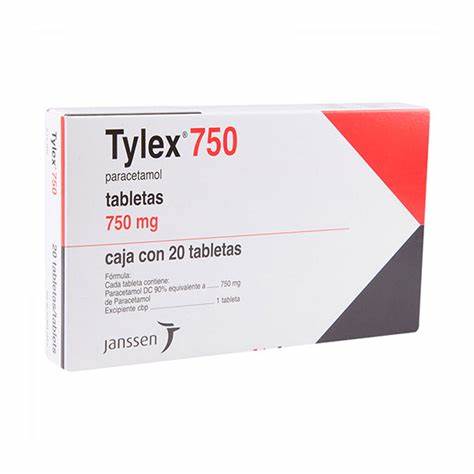 Tylex® 750
paracetamol
tabletas
750 mg
caja con 20 tabletas
Fórmula:
Cada tableta contiene:
Paracetamol DC 90% equivalente a .... 750 mg
de Paracetamol
Excipiente cbp 1 tableta
janssen
Tylex 750
20 tabletas/tablets